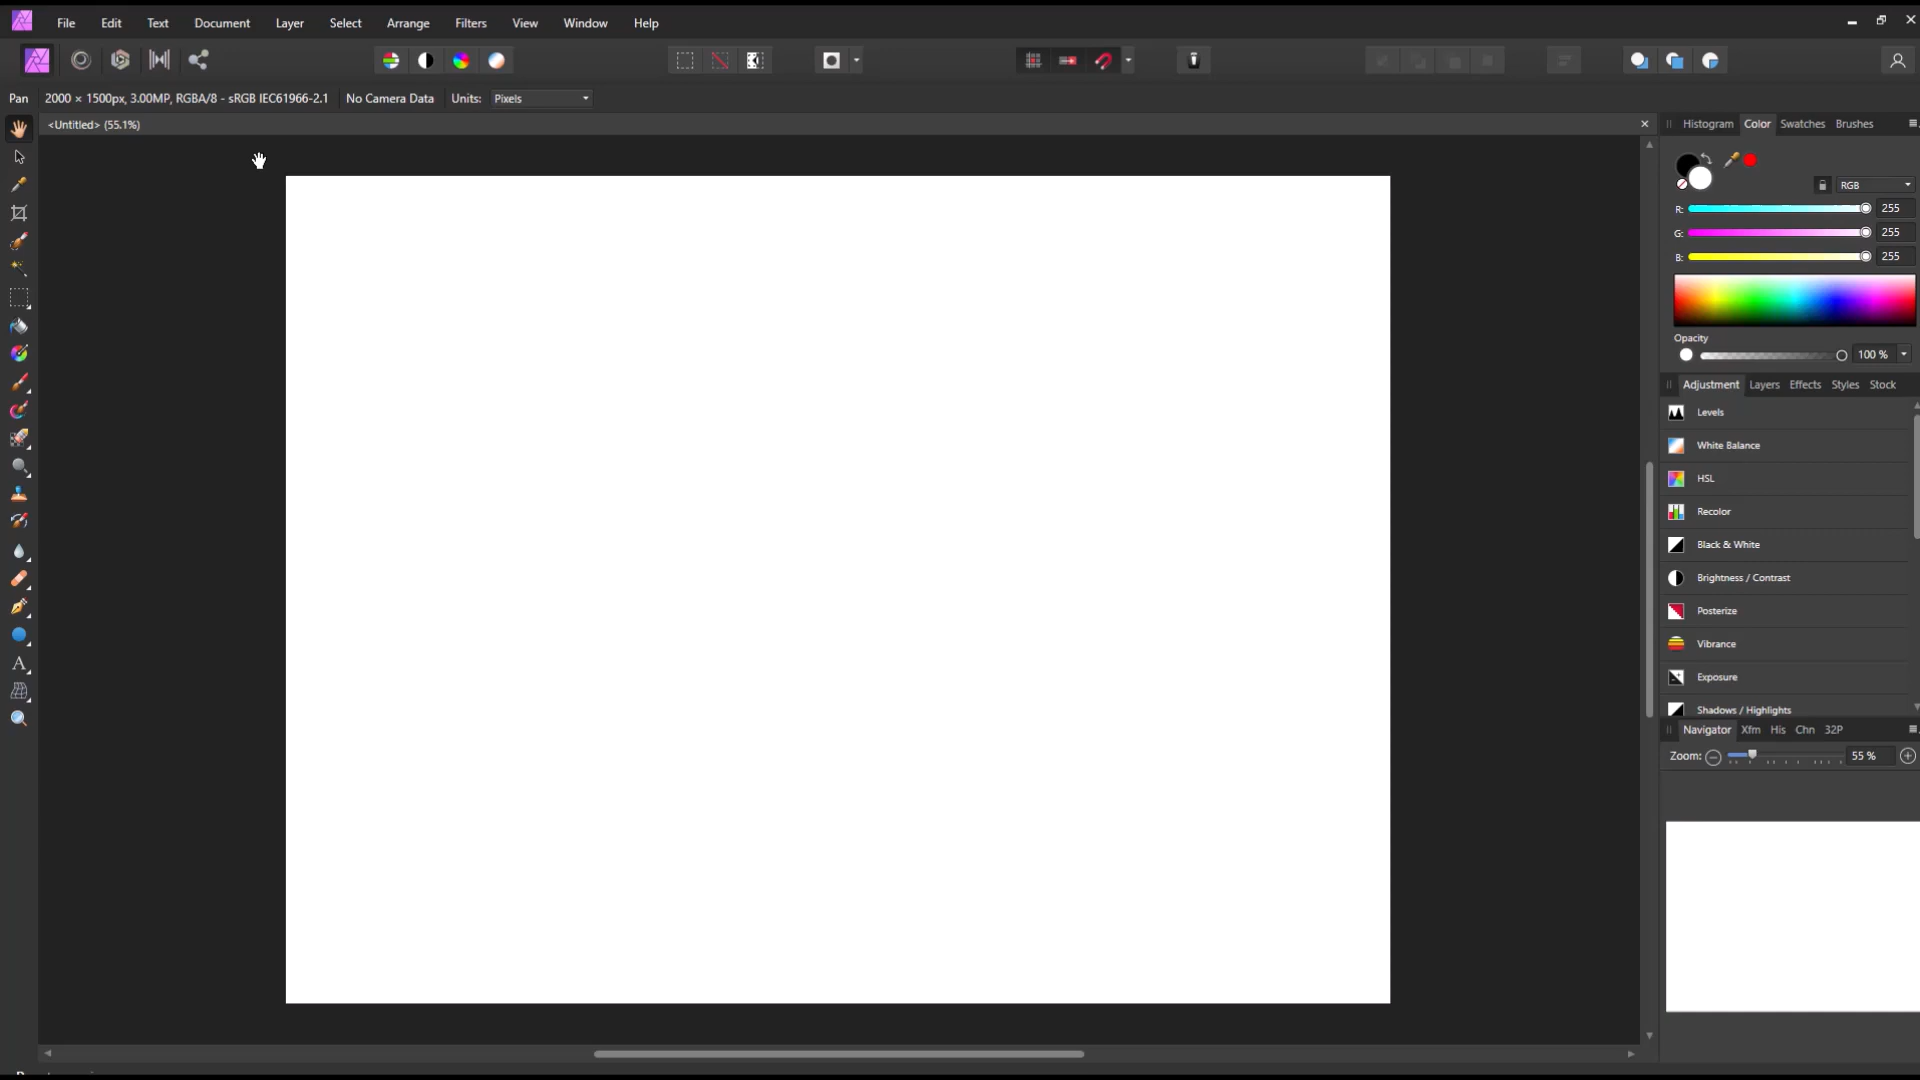 File Edit Text Document Layer Select Arrange Filters View Window Help
Pan 2000 × 1500px, 3.00MP, RGBA/8 - sRGB IEC61966-2.1 No Camera Data Units: Pixels
<Untitled> (55.1%)
Histogram Color Swatches Brushes
RGB
R: 255
G: 255
B: 255
Opacity
100 %
Adjustment Layers Effects Styles Stock
Levels
White Balance
HSL
Recolor
Black & White
Brightness / Contrast
Posterize
Vibrance
Exposure
Shadows / Highlights
Navigator Xfm His Chn 32P
Zoom: 55 %